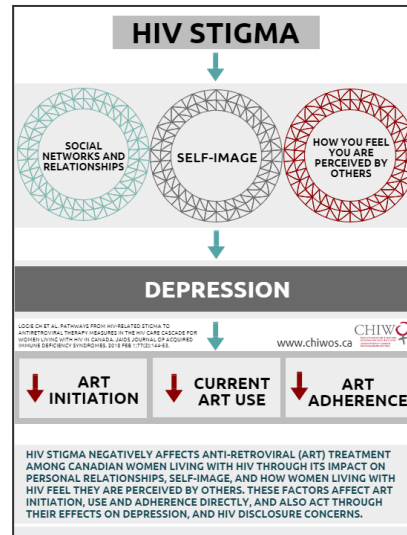 HIV STIGMA
SOCIAL
NETWORKS AND
RELATIONSHIPS
SELF-IMAGE
HOW YOU FEEL
YOU ARE
PERCEIVED BY
OTHERS
DEPRESSION
LOGIE CH ET AL. PATHWAYS FROM HIV-RELATED STIGMA TO
ANTIRETROVIRAL THERAPY MEASURES IN THE HIV CARE CASCADE FOR
WOMEN LIVING WITH HIV IN CANADA. JAIDS JOURNAL OF ACQUIRED
IMMUNE DEFICIENCY SYNDROMES. 2018 FEB 1;77(2):144-53.
www.chiwos.ca
CHIWOS
ART
INITIATION
CURRENT
ART USE
ART
ADHERENCE
HIV STIGMA NEGATIVELY AFFECTS ANTI-RETROVIRAL (ART) TREATMENT
AMONG CANADIAN WOMEN LIVING WITH HIV THROUGH ITS IMPACT ON
PERSONAL RELATIONSHIPS, SELF-IMAGE, AND HOW WOMEN LIVING WITH
HIV FEEL THEY ARE PERCEIVED BY OTHERS. THESE FACTORS AFFECT ART
INITIATION, USE AND ADHERENCE DIRECTLY, AND ALSO ACT THROUGH
THEIR EFFECTS ON DEPRESSION, AND HIV DISCLOSURE CONCERNS.